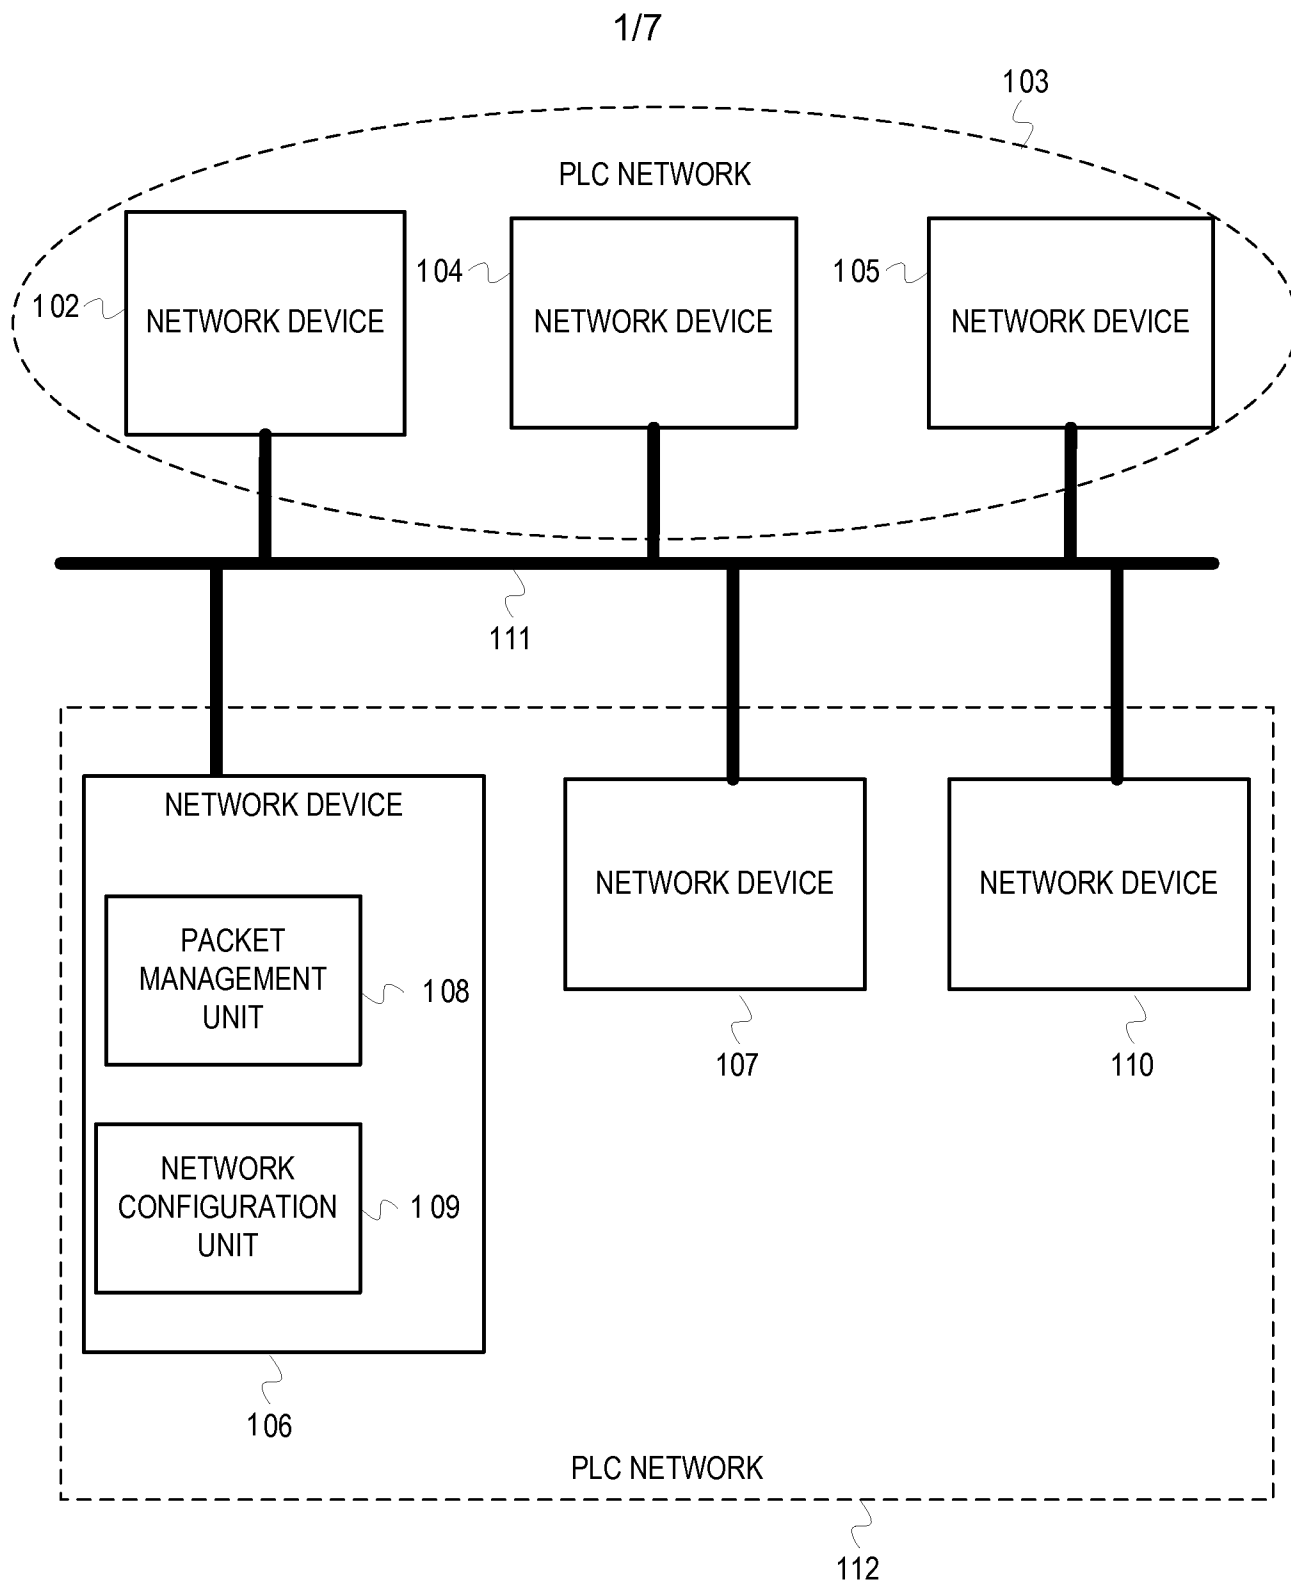 1/7
103
PLC NETWORK
102
NETWORK DEVICE
104
NETWORK DEVICE
105
NETWORK DEVICE
111
NETWORK DEVICE
PACKET
MANAGEMENT
UNIT
108
NETWORK
CONFIGURATION
UNIT
109
106
NETWORK DEVICE
107
NETWORK DEVICE
110
PLC NETWORK
112